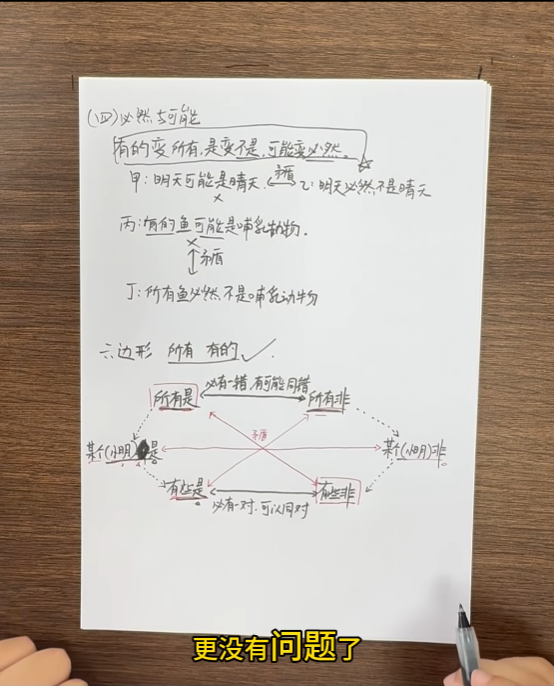 (四)必然与可能
有的变所有，是变不是，可能变必然。
甲：明天可能是晴天 矛盾 乙：明天必然不是晴天
×
丙：有的鱼可能是哺乳动物．
×
矛盾
丁：所有鱼必然不是哺乳动物
六边形 所有 有的 ✓．
所有是 必有一错，有可能同错 所有非
矛盾
某个(小明)是 某个(小明)非
有些是 必有一对．可以同对 有些非
更没有问题了